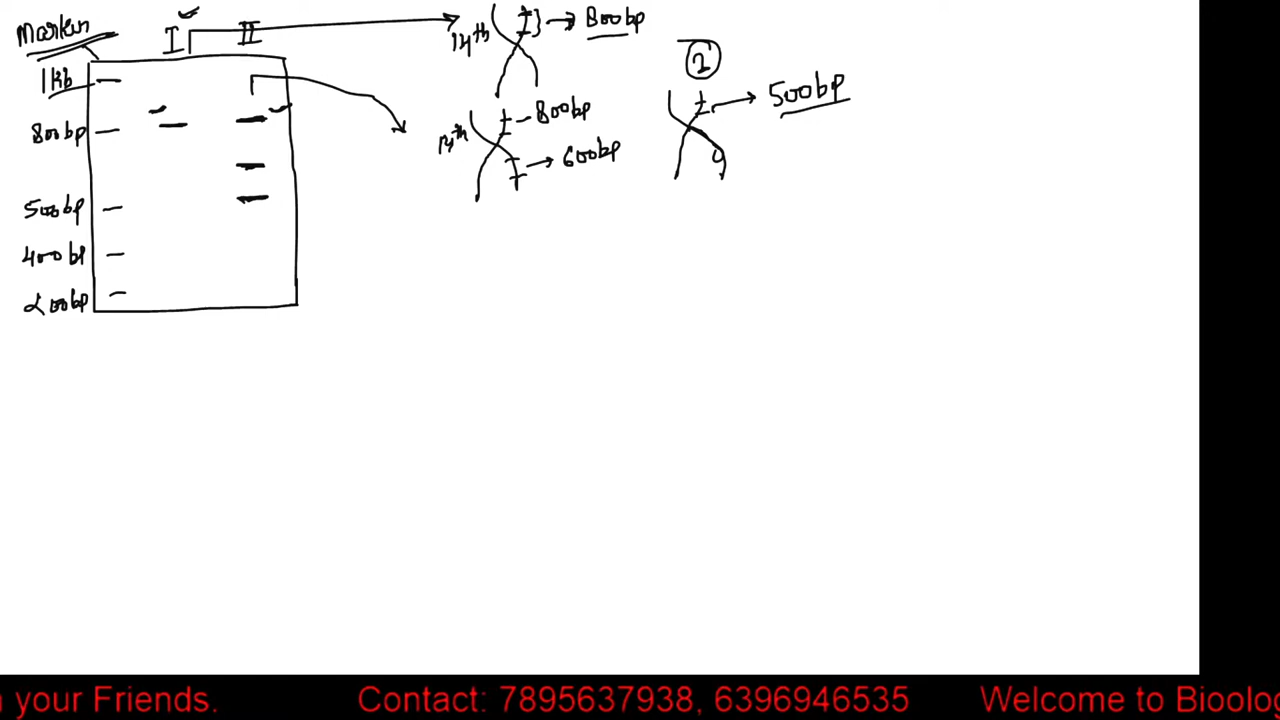 Marker
I II
1kb
800bp
500bp
400bp
200bp
14th 800bp
14th 800bp
600bp
2
500bp
n your Friends. Contact: 7895637938, 6396946535 Welcome to Bioolog